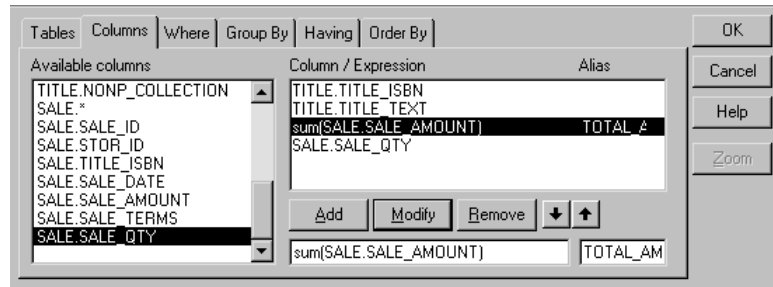 Tables Columns Where Group By Having Order By
OK
Cancel
Help
Zoom
Available columns
TITLE.NONP_COLLECTION
SALE.*
SALE.SALE_ID
SALE.STOR_ID
SALE.TITLE_ISBN
SALE.SALE_DATE
SALE.SALE_AMOUNT
SALE.SALE_TERMS
SALE.SALE_QTY
Column / Expression Alias
TITLE.TITLE_ISBN
TITLE.TITLE_TEXT
sum(SALE.SALE_AMOUNT) TOTAL_A
SALE.SALE_QTY
Add Modify Remove
sum(SALE.SALE_AMOUNT) TOTAL_AM